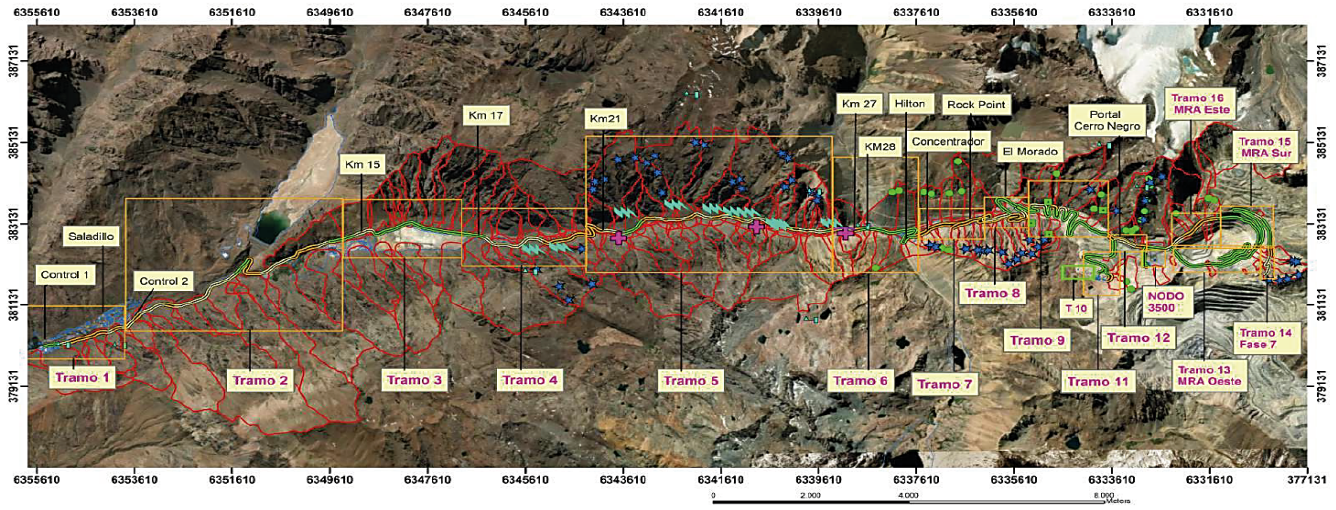 6355610 6353610 6351610 6349610 6347610 6345610 6343610 6341610 6339610 6337610 6335610 6333610 6331610
387131 387131
385131 385131
383131 383131
381131 381131
379131 379131
377131
Tramo 16
MRA Este
Km 27
Hilton
Rock Point
Portal
Cerro Negro
Km 17
Km21
Concentrador
Tramo 15
MRA Sur
KM28
El Morado
Km 15
Saladillo
Control 1
Control 2
Tramo 8
T 10
NODO
3500
Tramo 9
Tramo 12
Tramo 14
Fase 7
Tramo 1
Tramo 2
Tramo 3
Tramo 4
Tramo 5
Tramo 6
Tramo 7
Tramo 11
Tramo 13
MRA Oeste
6355610 6353610 6351610 6349610 6347610 6345610 6343610 6341610 6339610 6337610 6335610 6333610 6331610
0 2.000 4.000 8.000
Meters